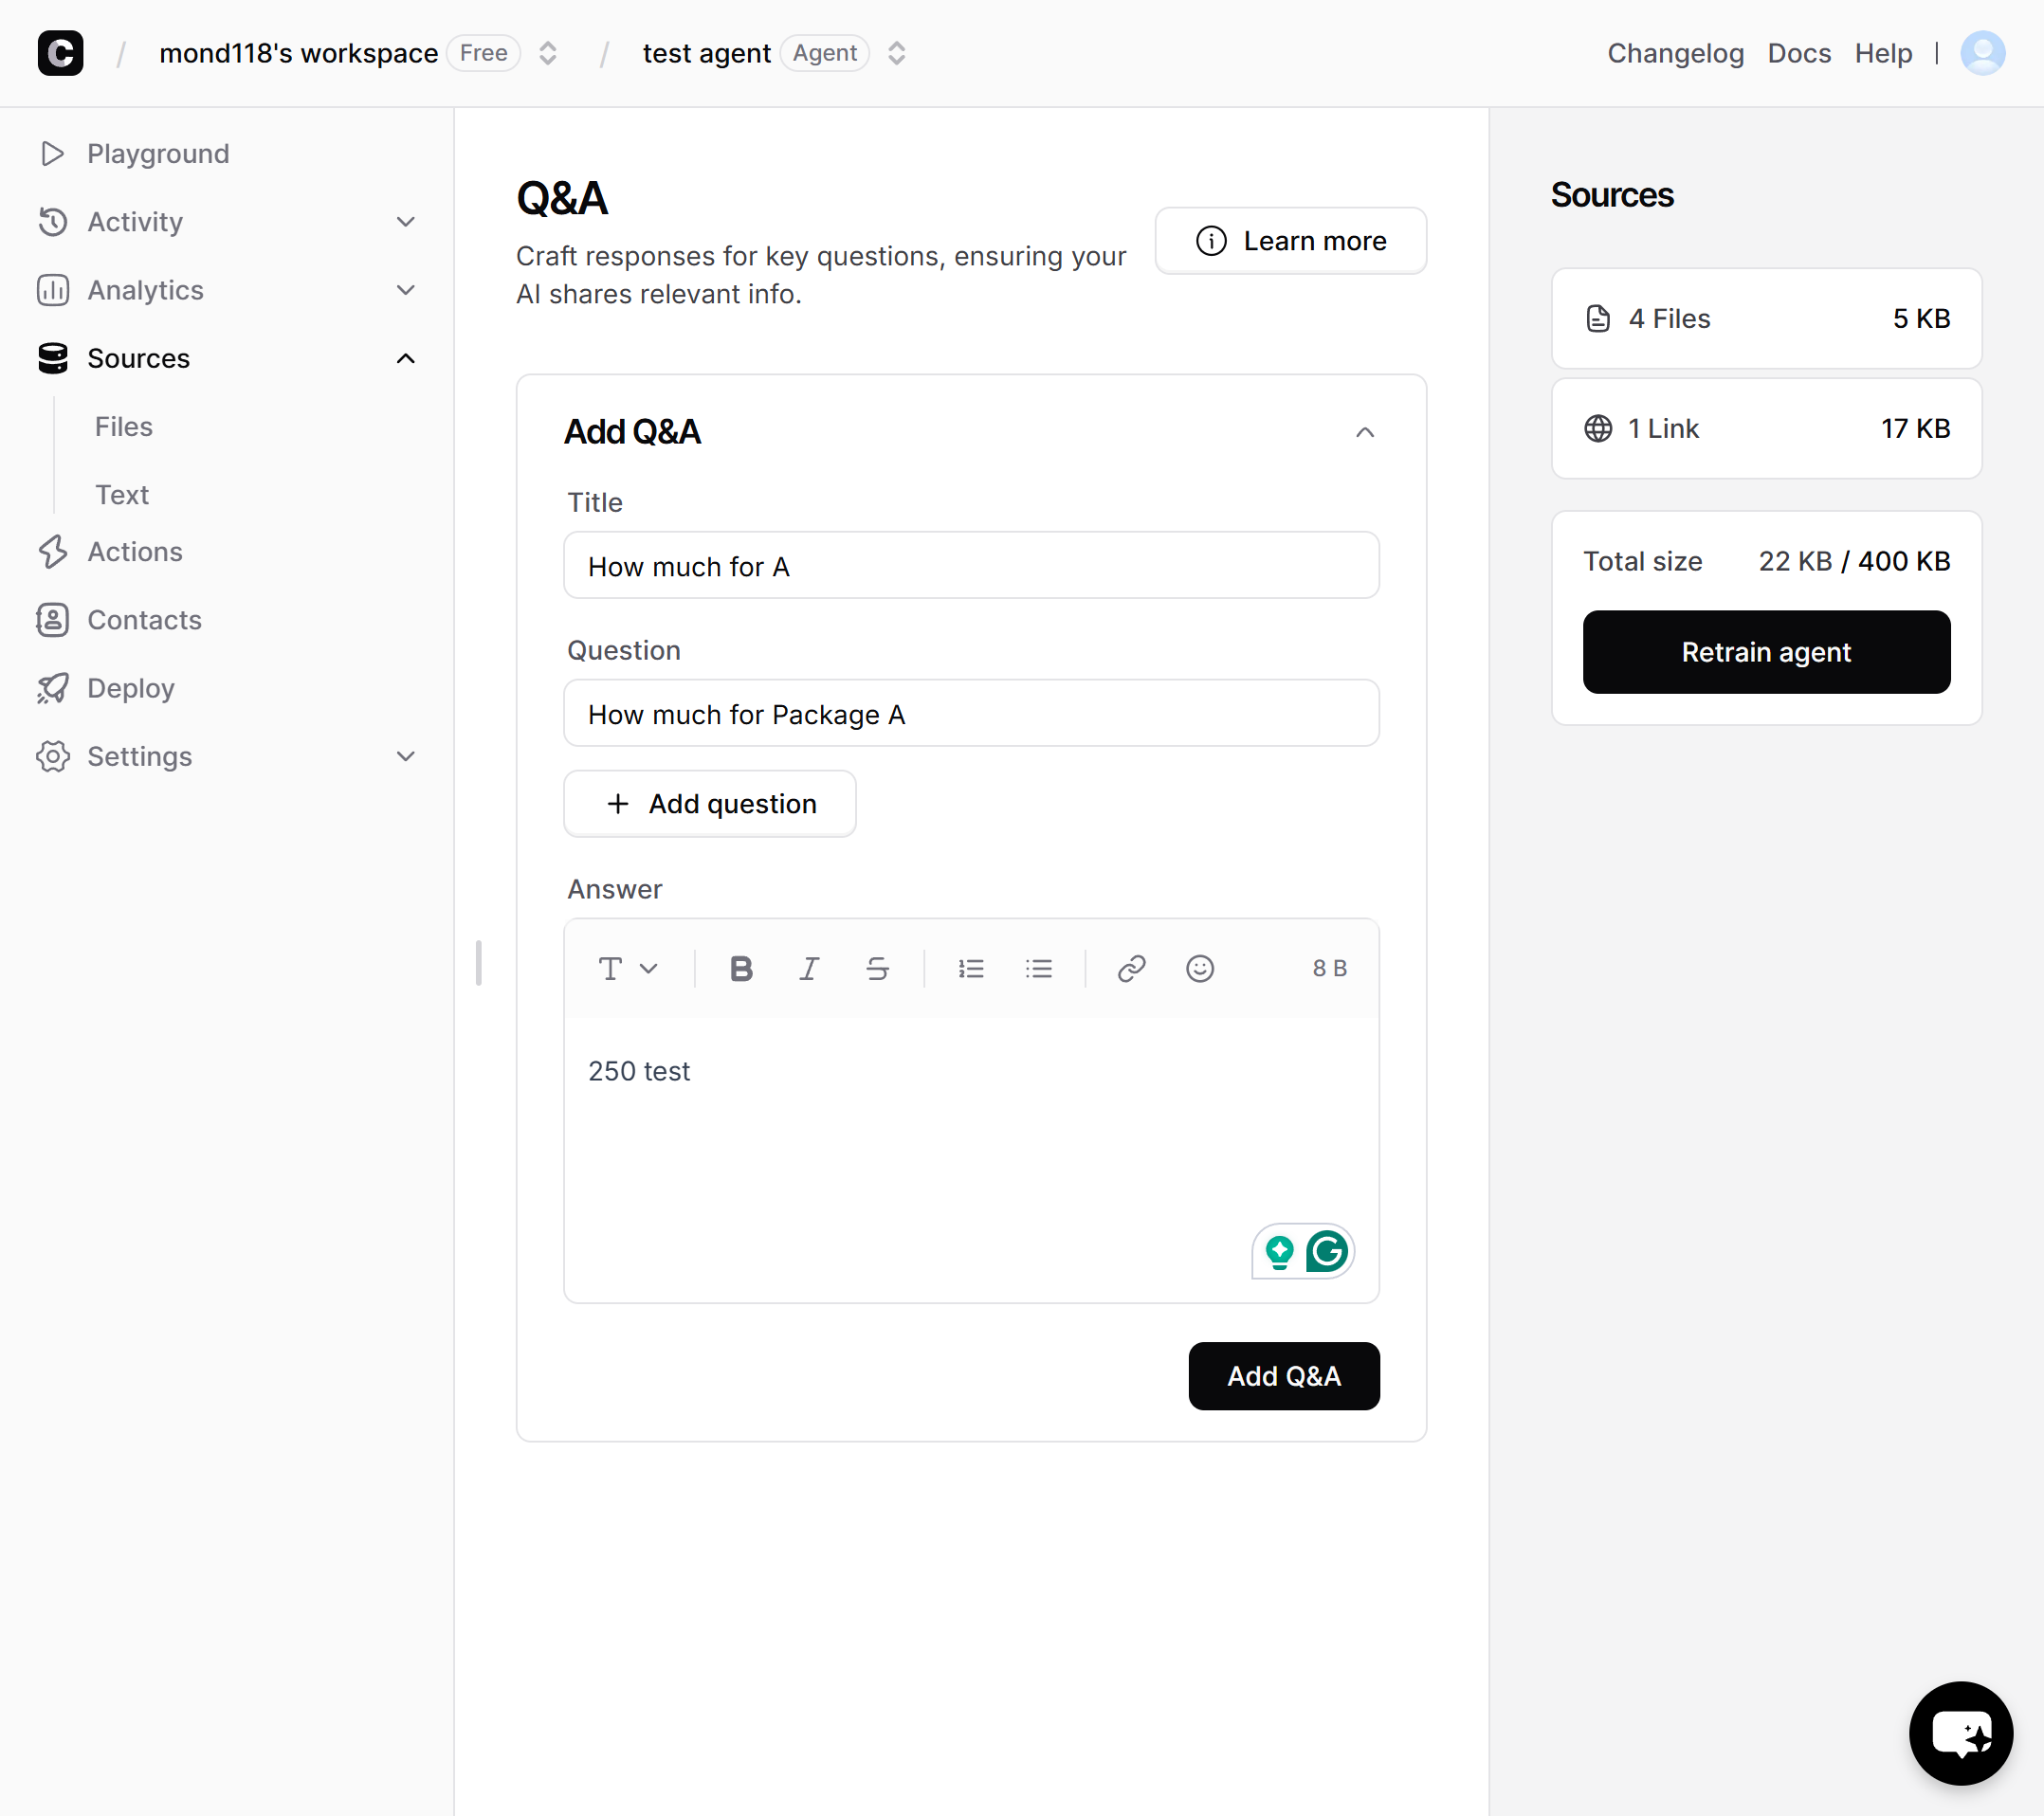 C / mond118's workspace Free / test agent Agent Changelog Docs Help |
Playground
Activity
Analytics
Sources
Files
Text
Actions
Contacts
Deploy
Settings
Q&A
Craft responses for key questions, ensuring your
AI shares relevant info.
Learn more
Add Q&A
Title
How much for A
Question
How much for Package A
+ Add question
Answer
T B I S 8 B
250 test
G
Add Q&A
Sources
4 Files 5 KB
1 Link 17 KB
Total size 22 KB / 400 KB
Retrain agent